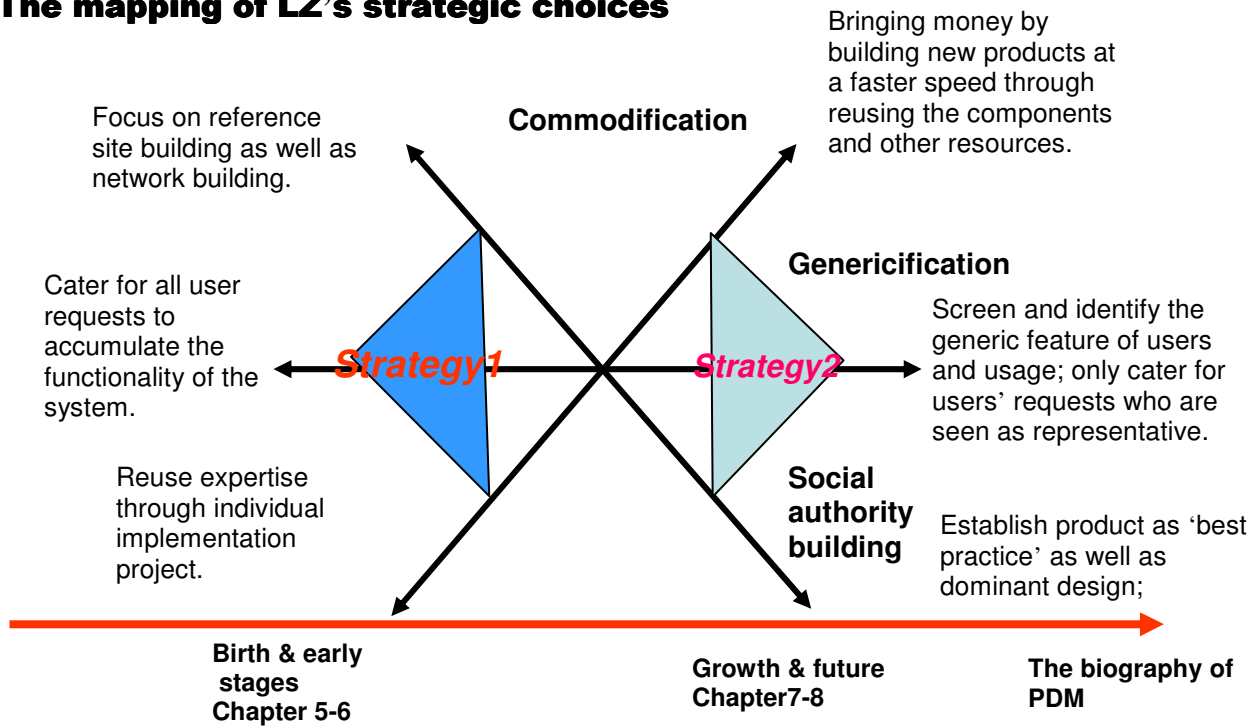 The mapping of LZ's strategic choices
Bringing money by
building new products at
a faster speed through
reusing the components
and other resources.
Focus on reference
site building as well as
network building.
Commodification
Genericification
Cater for all user
requests to
accumulate the
functionality of the
system.
Strategy1
Strategy2
Screen and identify the
generic feature of users
and usage; only cater for
users' requests who are
seen as representative.
Reuse expertise
through individual
implementation
project.
Social
authority
building
Establish product as 'best
practice' as well as
dominant design;
Birth & early
stages
Chapter 5-6
Growth & future
Chapter7-8
The biography of
PDM